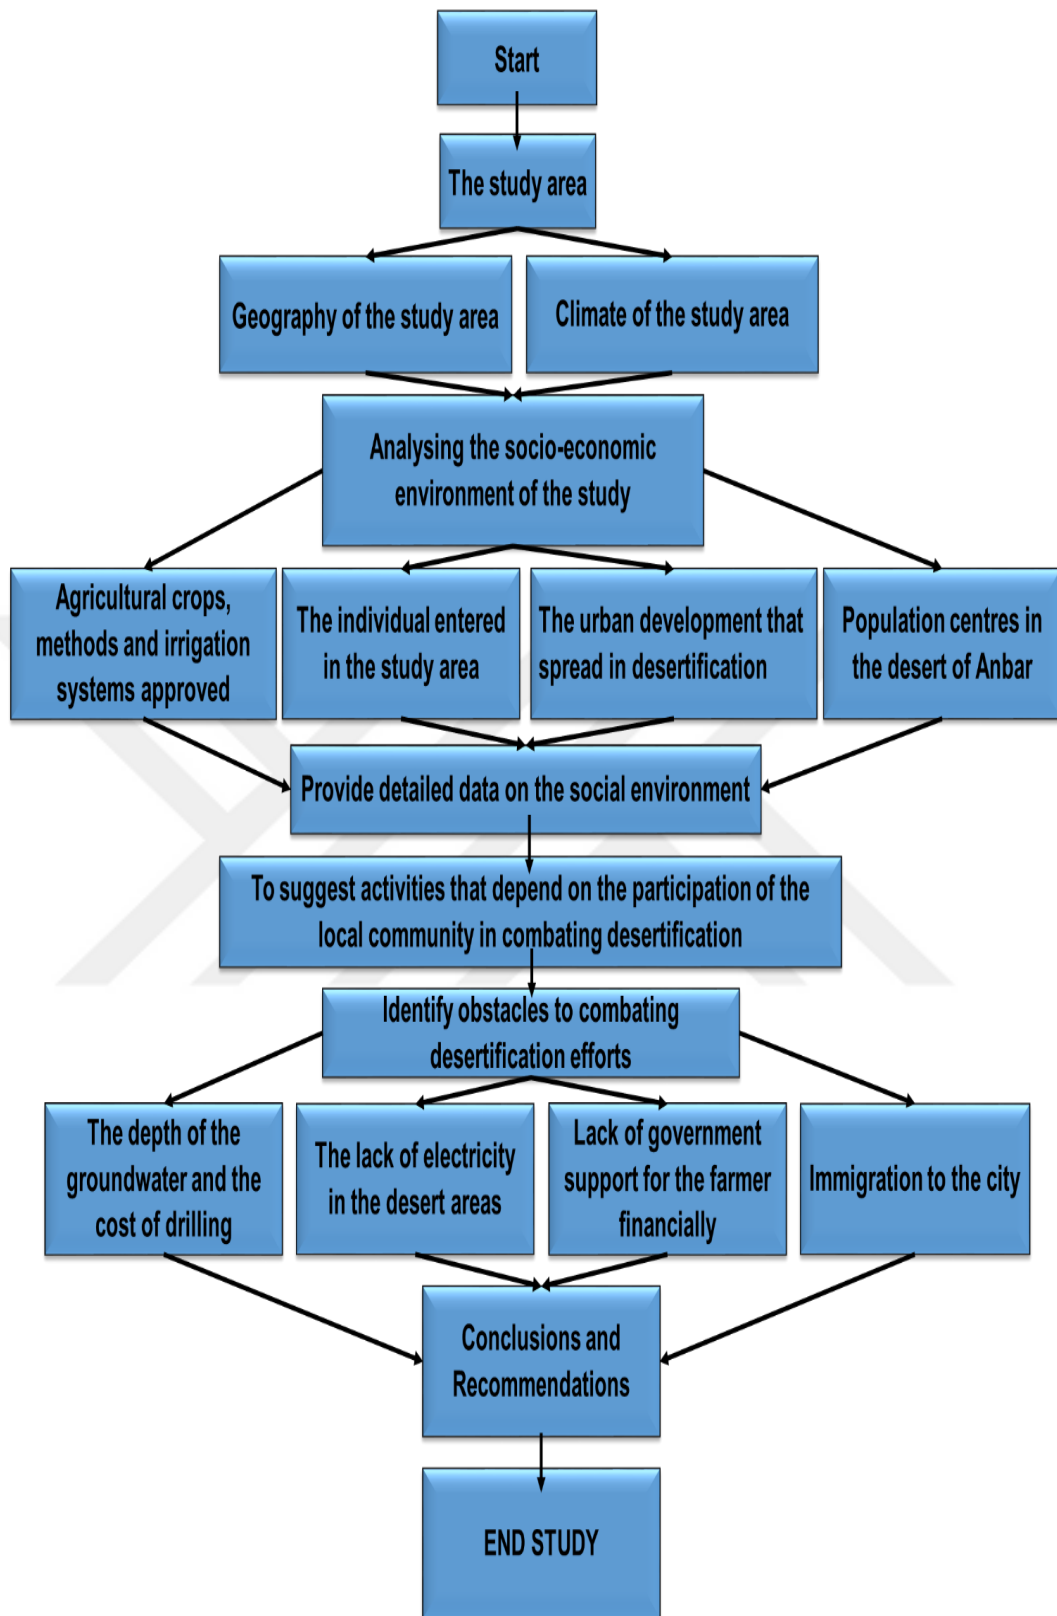 Start
The study area
Geography of the study area
Climate of the study area
Analysing the socio-economic
environment of the study
Agricultural crops,
methods and irrigation
systems approved
The individual entered
in the study area
The urban development that
spread in desertification
Population centres in
the desert of Anbar
Provide detailed data on the social environment
To suggest activities that depend on the participation of the
local community in combating desertification
Identify obstacles to combating
desertification efforts
The depth of the
groundwater and the
cost of drilling
The lack of electricity
in the desert areas
Lack of government
support for the farmer
financially
Immigration to the city
Conclusions and
Recommendations
END STUDY